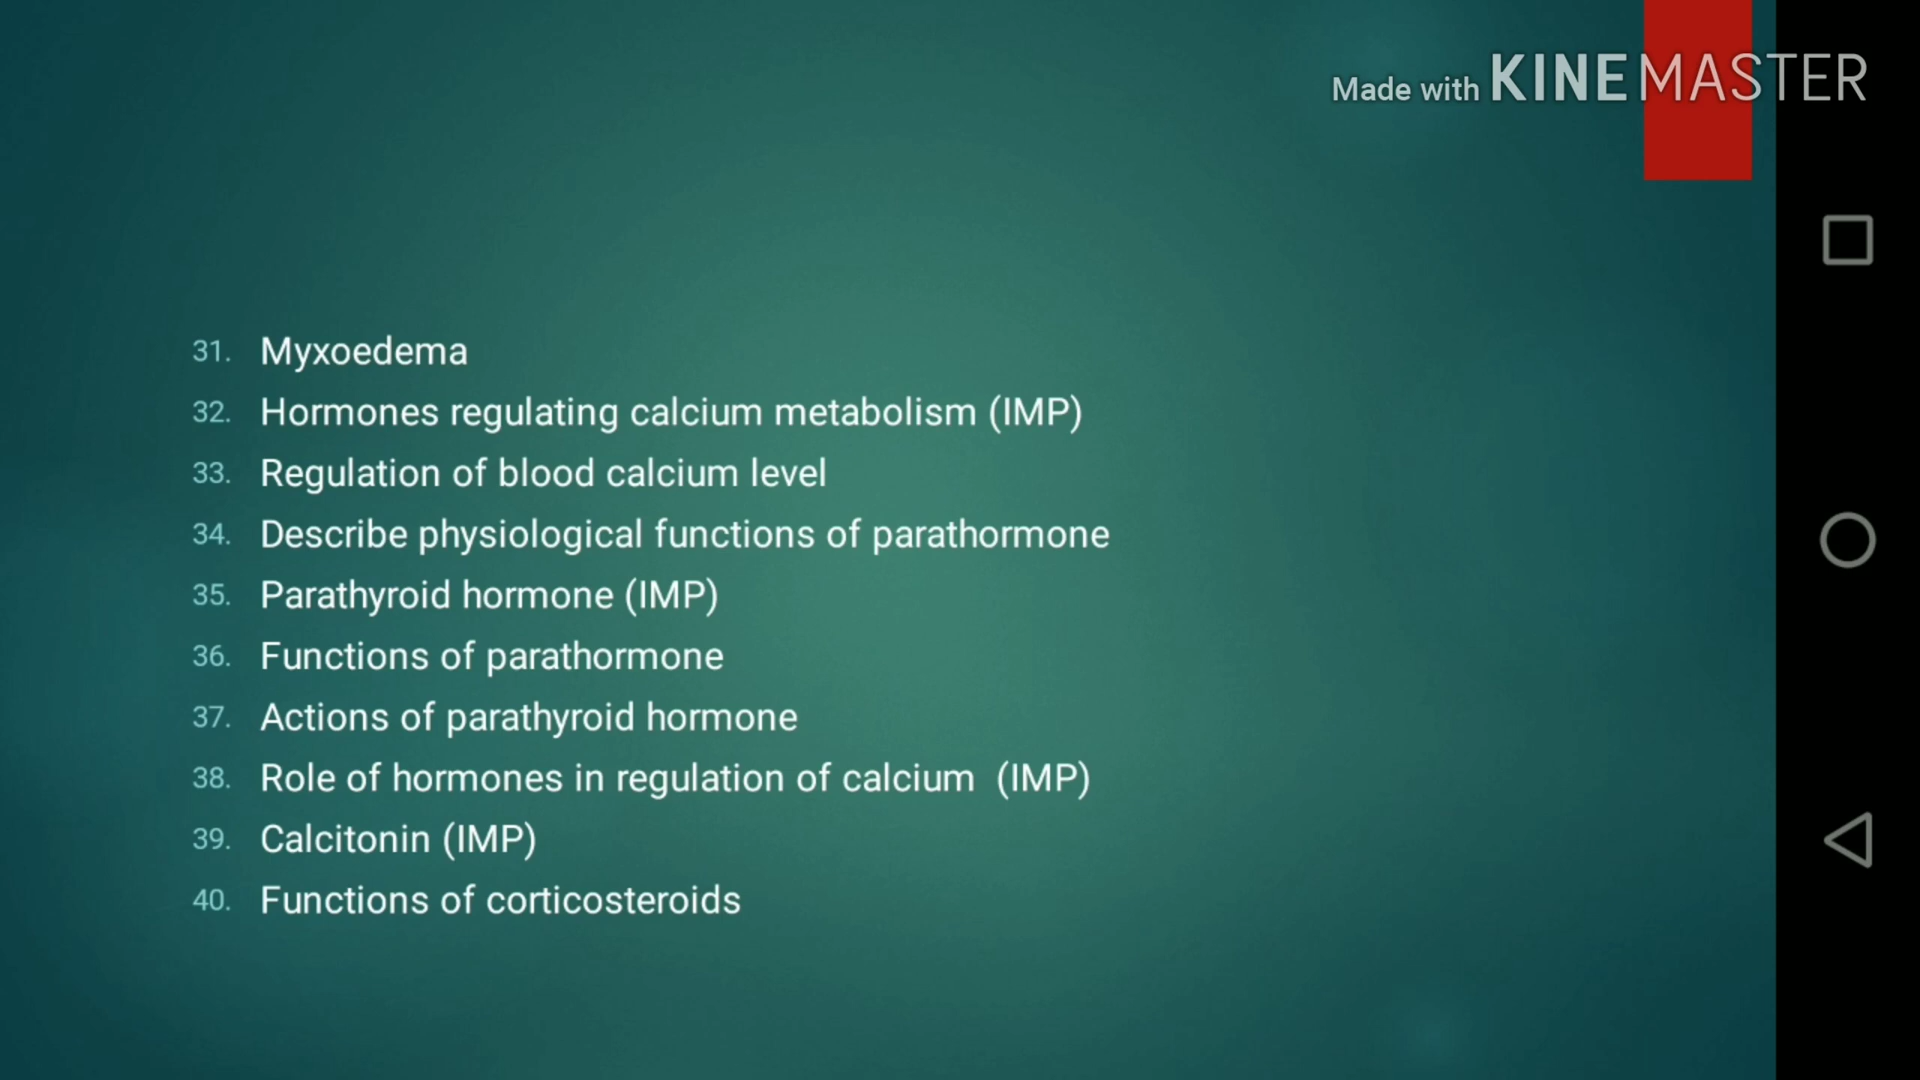 Made with KINEMASTER
31. Myxoedema
32. Hormones regulating calcium metabolism (IMP)
33. Regulation of blood calcium level
34. Describe physiological functions of parathormone
35. Parathyroid hormone (IMP)
36. Functions of parathormone
37. Actions of parathyroid hormone
38. Role of hormones in regulation of calcium (IMP)
39. Calcitonin (IMP)
40. Functions of corticosteroids